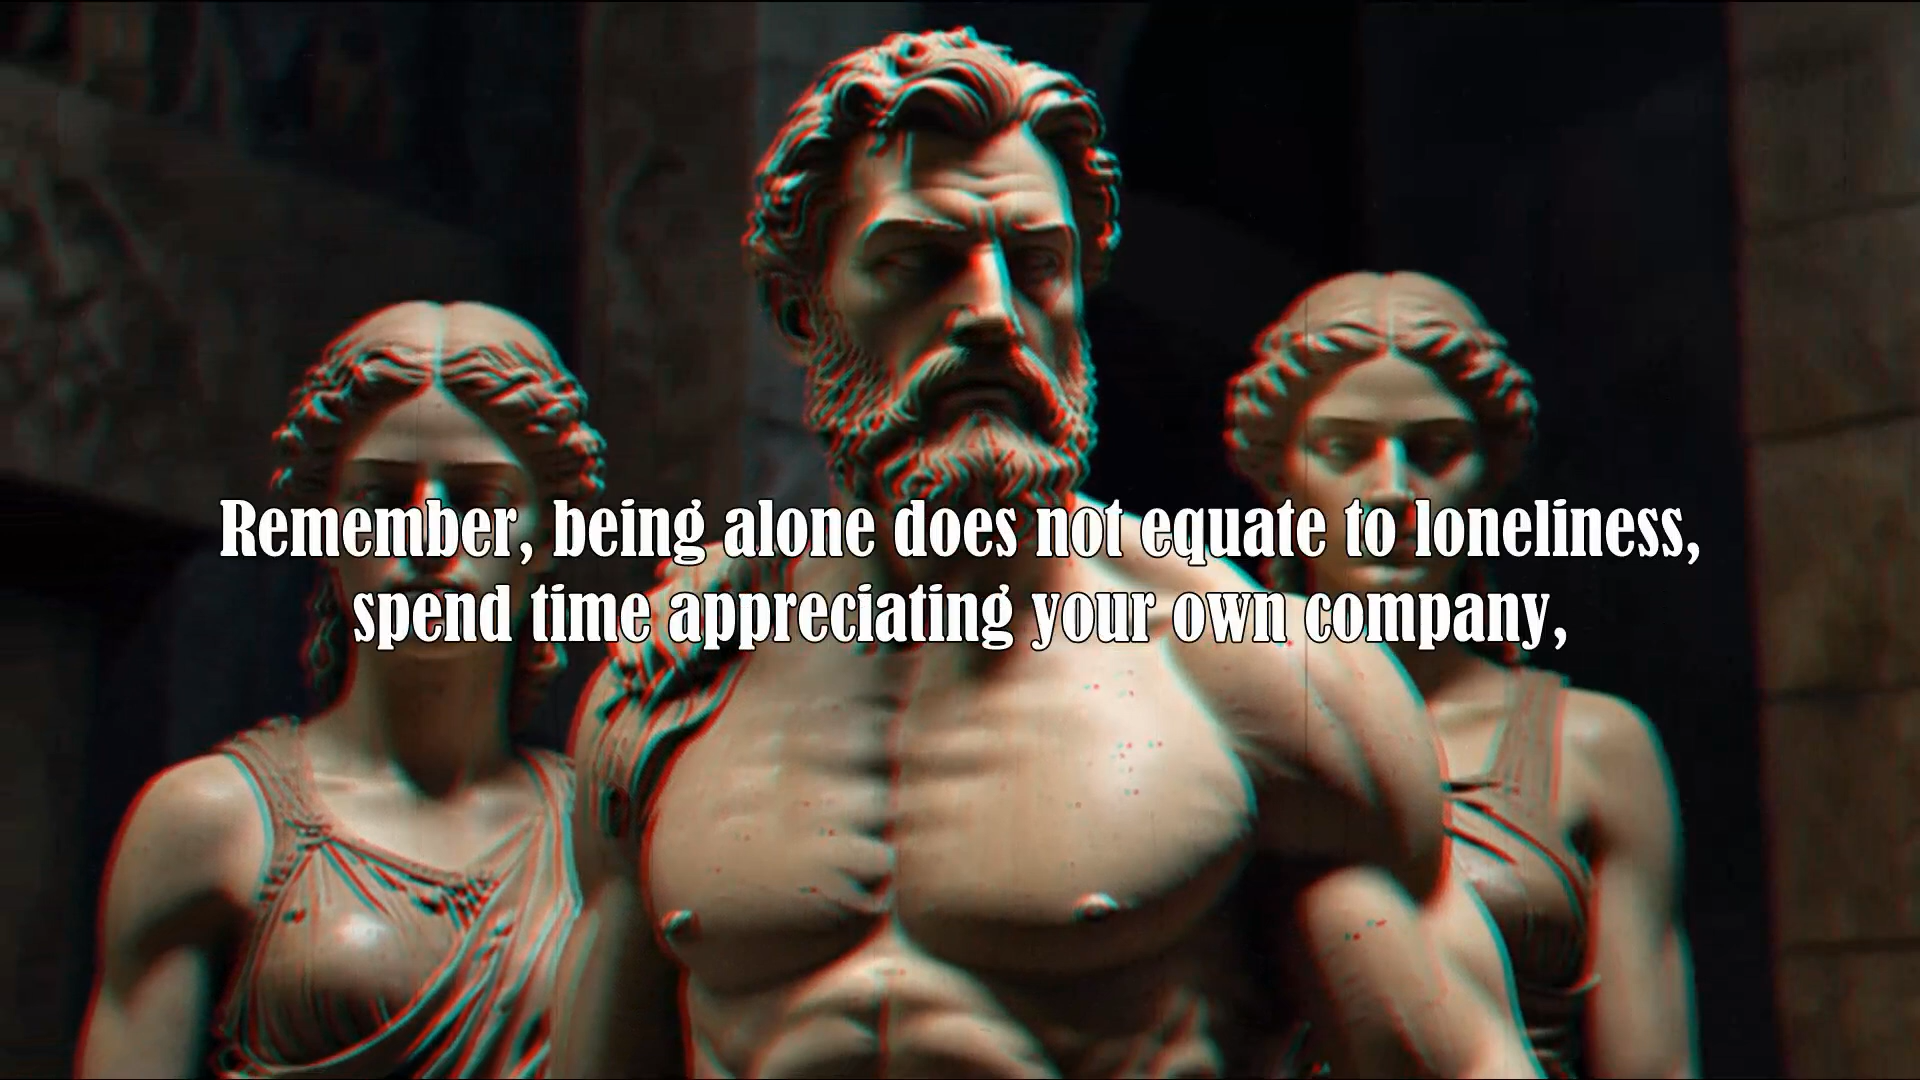 Remember, being alone does not equate to loneliness,
spend time appreciating your own company,